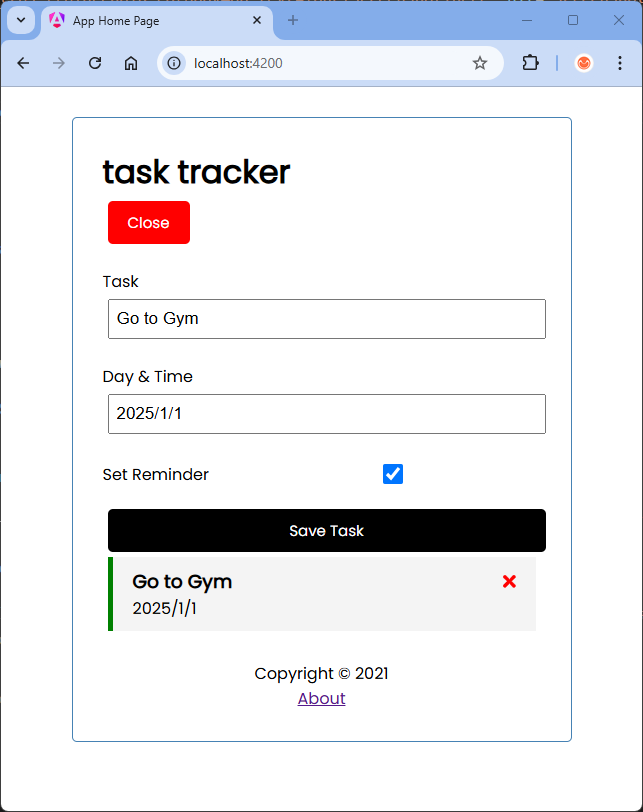 App Home Page
localhost:4200
task tracker
Close
Task
Go to Gym
Day & Time
2025/1/1
Set Reminder
Save Task
Go to Gym
2025/1/1
Copyright © 2021
About